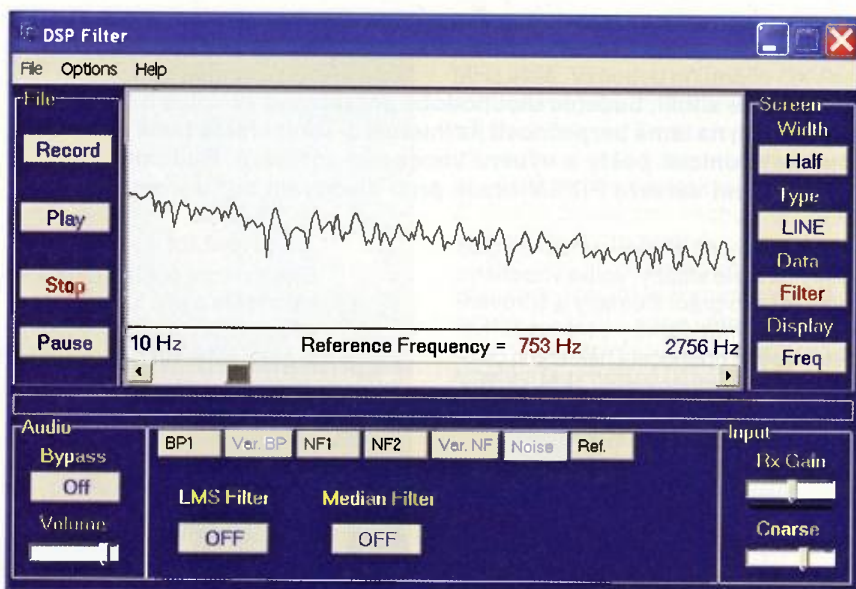 DSP Filter
File Options Help
File
Record
Play
Stop
Pause
10 Hz Reference Frequency = 753 Hz 2756 Hz
Screen
Width
Half
Type
LINE
Data
Filter
Display
Freq
Audio
Bypass
Off
Volume
BP1 Var. BP NF1 NF2 Var. NF Noise Ref.
LMS Filter Median Filter
OFF OFF
Input
Rx Gain
Coarse